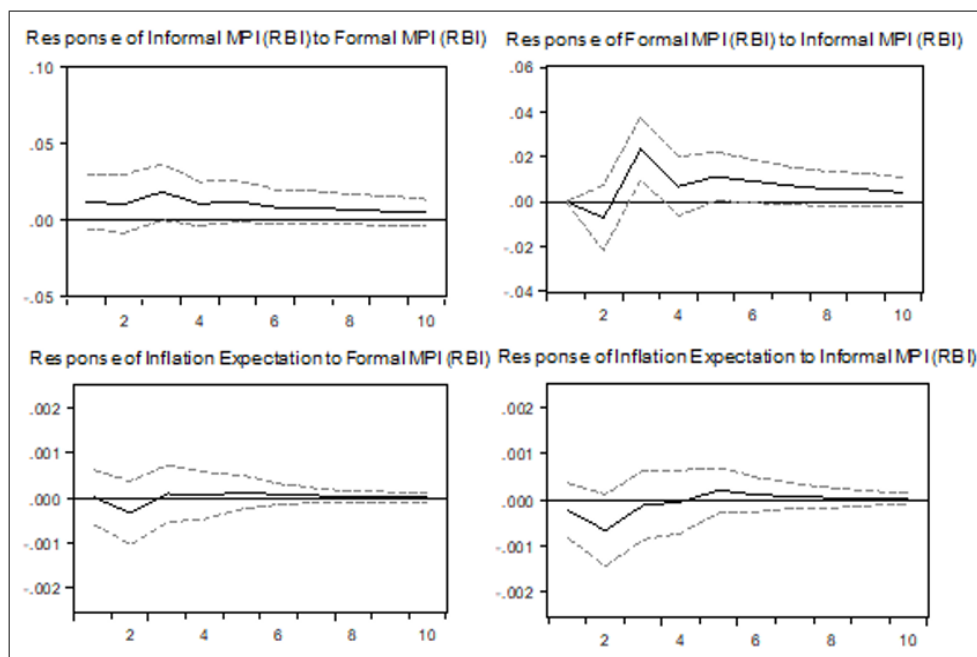 Response of Informal MPI (RBI) to Formal MPI (RBI)
.10
.05
.00
-.05
2 4 6 8 10
Response of Formal MPI (RBI) to Informal MPI (RBI)
.06
.04
.02
.00
-.02
-.04
2 4 6 8 10
Response of Inflation Expectation to Formal MPI (RBI)
.002
.001
.000
-.001
-.002
2 4 6 8 10
Response of Inflation Expectation to Informal MPI (RBI)
.002
.001
.000
-.001
-.002
2 4 6 8 10